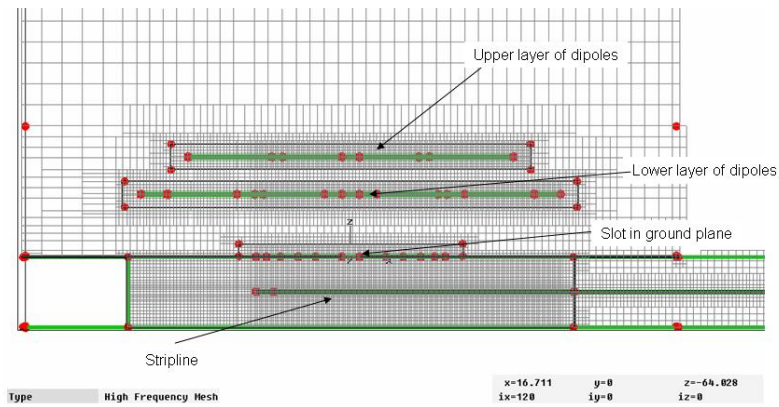 Upper layer of dipoles
Lower layer of dipoles
z
Slot in ground plane
Stripline
x=16.711 y=0 z=-64.028
Type High Frequency Mesh ix=120 iy=0 iz=0